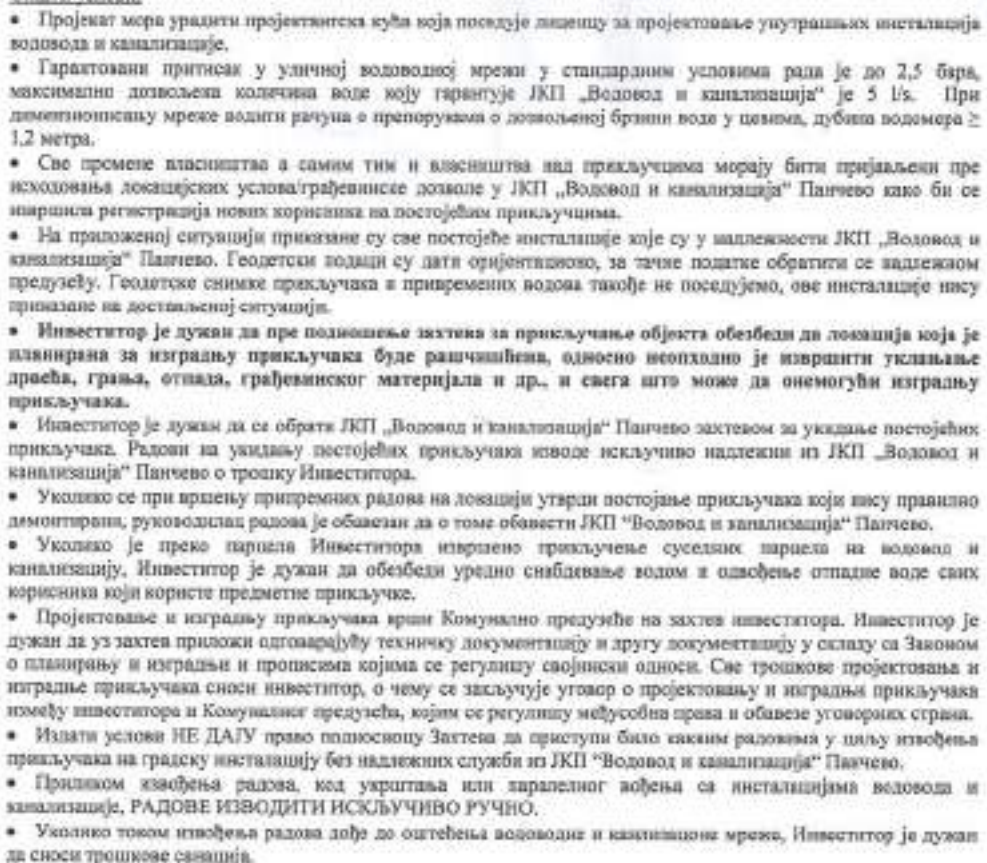 • Пројекат мора урадити пројектантска кућа која поседује лиценцу за пројектовање унутрашњих инсталација
водовода и канализације.
• Гарантовани притисак у уличној водоводној мрежи у стандардним условима рада је до 2,5 бара,
максимално дозвољена количина воде коју гарантује ЈКП „Водовод и канализација“ је 5 l/s. При
димензионисању мреже водити рачуна о препорукама о дозвољеној брзини воде у цевима, дубина водомера ≥
1,2 метра.
• Све промене власништва а самим тим и власништва над прикључцима морају бити пријављени пре
исходовања локацијских услова/грађевинске дозволе у ЈКП „Водовод и канализација“ Панчево како би се
извршила регистрација нових корисника на постојећим прикључцима.
• На приложеној ситуацији приказане су све постојеће инсталације које су у надлежности ЈКП „Водовод и
канализација“ Панчево. Геодетски подаци су дати оријентационо, за тачне податке обратити се надлежном
предузећу. Геодетске снимке прикључака и привремених водова такође не поседујемо, ове инсталације нису
приказане на достављеној ситуацији.
• Инвеститор је дужан да пре подношење захтева за прикључање објекта обезбеди да локација која је
планирана за изградњу прикључака буде рашчишћена, односно неопходно је извршити уклањање
дрвећа, грања, отпада, грађевинског материјала и др., и свега што може да онемогући изградњу
прикључака.
• Инвеститор је дужан да се обрати ЈКП „Водовод и канализација“ Панчево захтевом за укидање постојећих
прикључака. Радови на укидању постојећих прикључака изводе искључиво надлежни из ЈКП „Водовод и
канализација“ Панчево о трошку Инвеститора.
• Уколико се при вршењу припремних радова на локацији утврди постојање прикључака који нису правилно
демонтирани, руководилац радова је обавезан да о томе обавести ЈКП “Водовод и канализација“ Панчево.
• Уколико је преко парцела Инвеститора извршено прикључење суседних парцела на водовод и
канализацију, Инвеститор је дужан да обезбеди уредно снабдевање водом и одвођење отпадне воде свих
корисника који користе предметне прикључке.
• Пројектовање и изградњу прикључака врши Комунално предузеће на захтев инвеститора. Инвеститор је
дужан да уз захтев приложи одговарајућу техничку документацију и другу документацију у складу са Законом
о планирању и изградњи и прописима којима се регулишу својински односи. Све трошкове пројектовања и
изградње прикључака сноси инвеститор, о чему се закључује уговор о пројектовању и изградњи прикључака
између инвеститора и Комуналног предузећа, којим се регулишу међусобна права и обавезе уговорних страна.
• Издати услови НЕ ДАЈУ право подносиоцу Захтева да приступи било каквим радовима у циљу извођења
прикључака на градску инсталацију без надлежних служби из ЈКП “Водовод и канализација“ Панчево.
• Приликом извођења радова, код укрштања или паралелног вођења са инсталацијама водовода и
канализације, РАДОВЕ ИЗВОДИТИ ИСКЉУЧИВО РУЧНО.
• Уколико током извођења радова дође до оштећења водоводне и канализационе мреже, Инвеститор је дужан
да сноси трошкове санација.